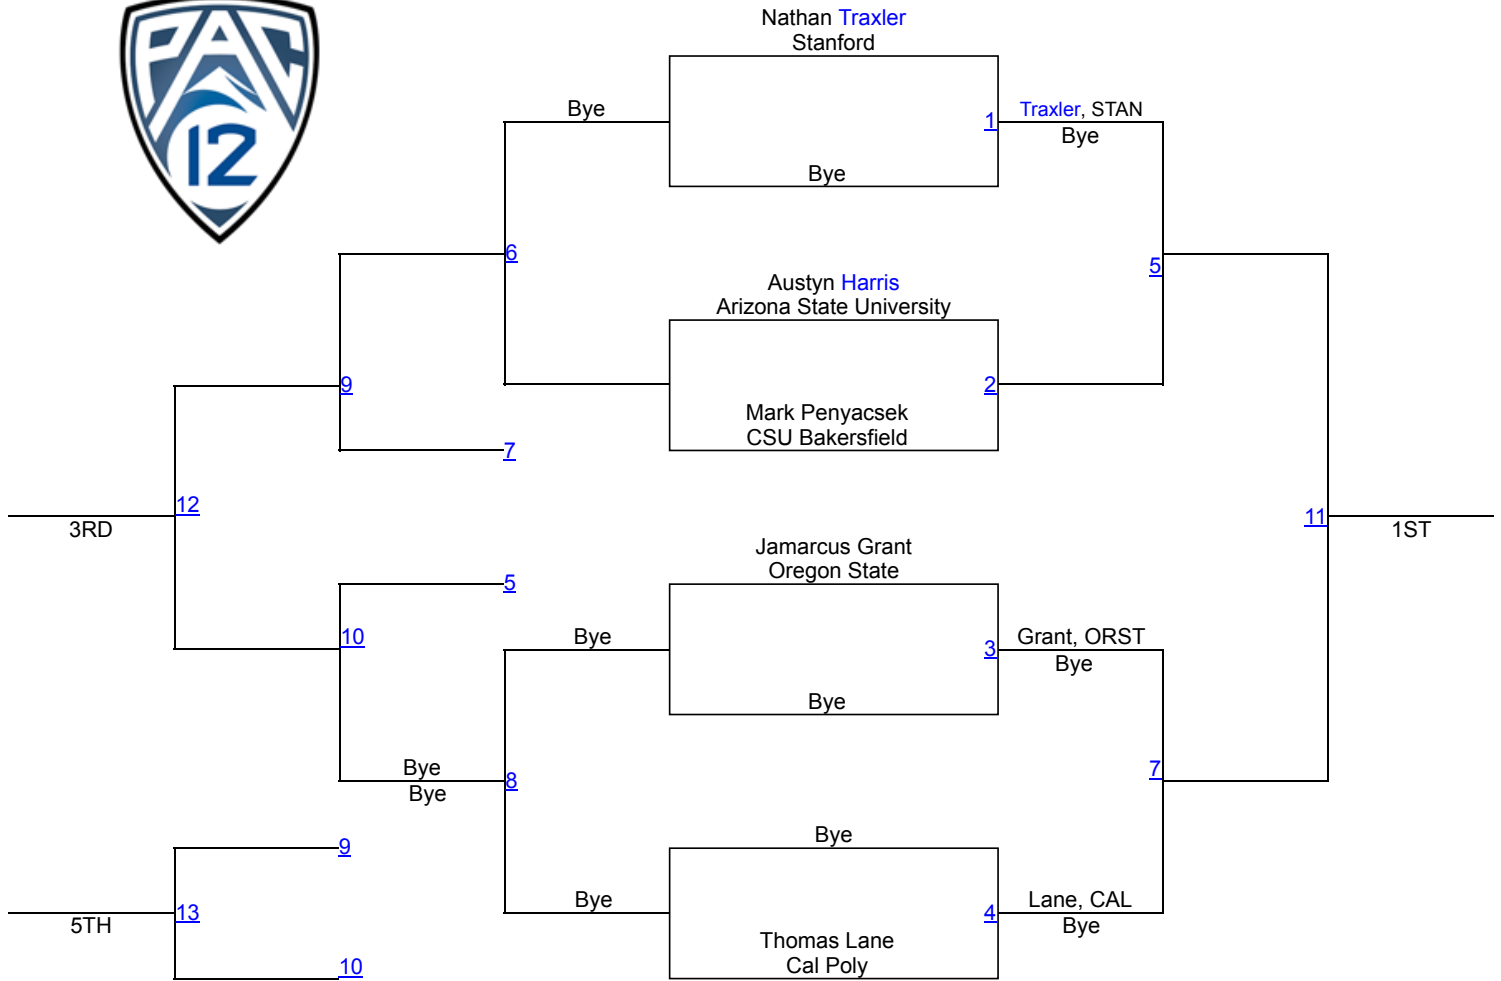 PAC
12
Nathan Traxler
Stanford
Bye
1
Traxler, STAN
Bye
Bye
6
5
Austyn Harris
Arizona State University
9
2
Mark Penyacsek
CSU Bakersfield
7
12
3RD
11
1ST
Jamarcus Grant
Oregon State
5
10
Bye
3
Grant, ORST
Bye
Bye
Bye
Bye
8
7
Bye
9
Bye
4
Lane, CAL
Bye
13
5TH
Thomas Lane
Cal Poly
10